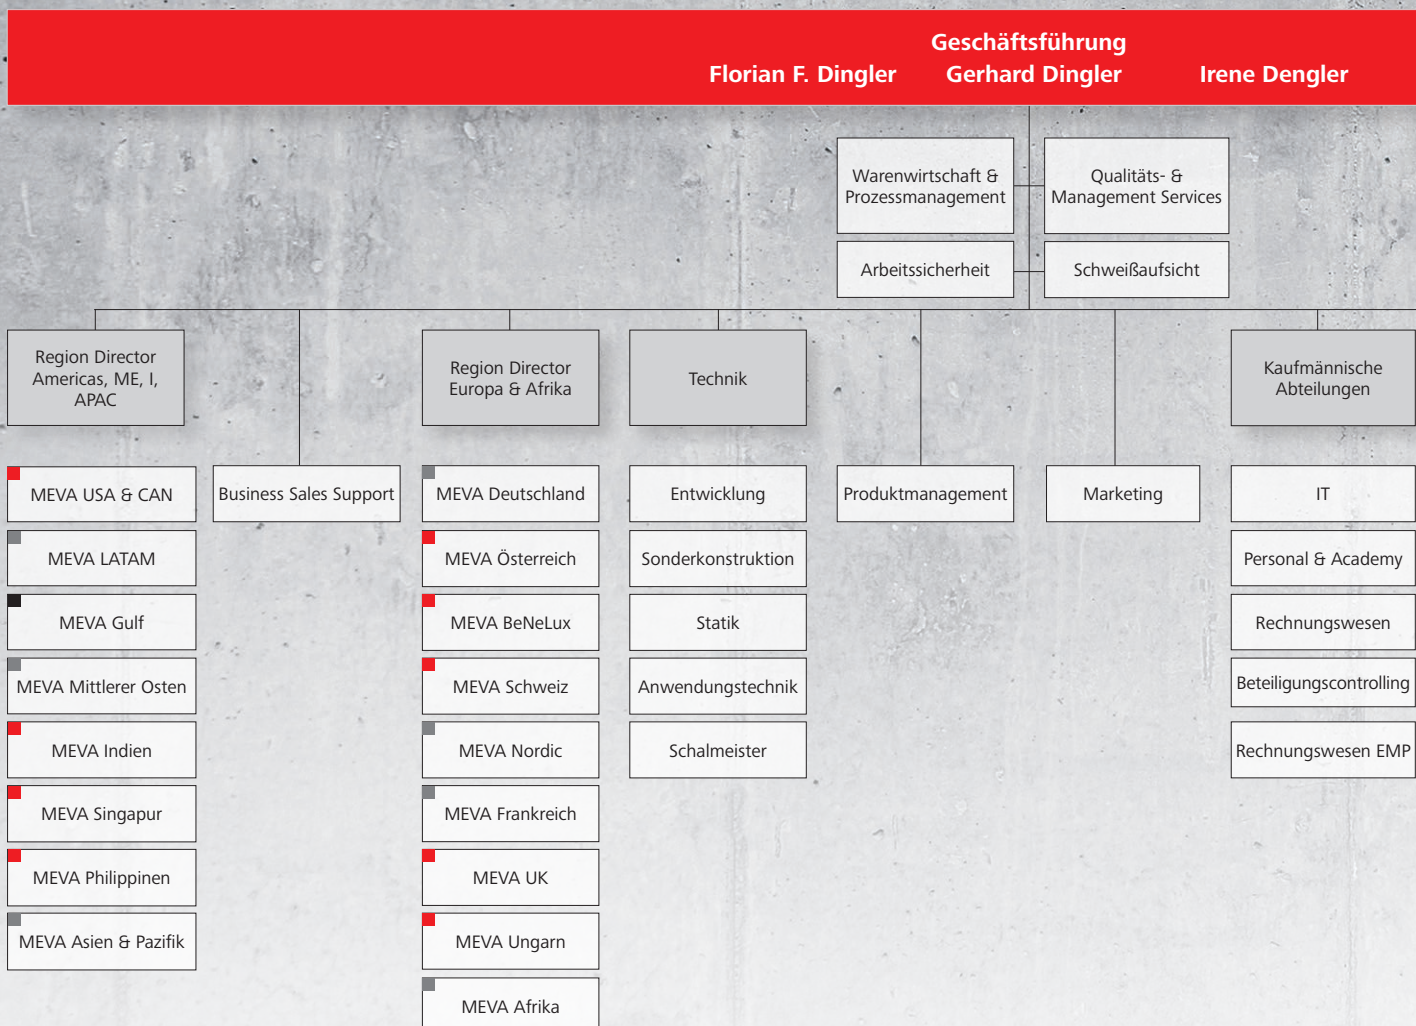 Geschäftsführung
Florian F. Dingler Gerhard Dingler Irene Dengler
Warenwirtschaft &
Prozessmanagement
Qualitäts- &
Management Services
Arbeitssicherheit
Schweißaufsicht
Region Director
Americas, ME, I,
APAC
Region Director
Europa & Afrika
Technik
Kaufmännische
Abteilungen
MEVA USA & CAN
MEVA LATAM
MEVA Gulf
MEVA Mittlerer Osten
MEVA Indien
MEVA Singapur
MEVA Philippinen
MEVA Asien & Pazifik
Business Sales Support
MEVA Deutschland
MEVA Österreich
MEVA BeNeLux
MEVA Schweiz
MEVA Nordic
MEVA Frankreich
MEVA UK
MEVA Ungarn
MEVA Afrika
Entwicklung
Sonderkonstruktion
Statik
Anwendungstechnik
Schalmeister
Produktmanagement
Marketing
IT
Personal & Academy
Rechnungswesen
Beteiligungscontrolling
Rechnungswesen EMP